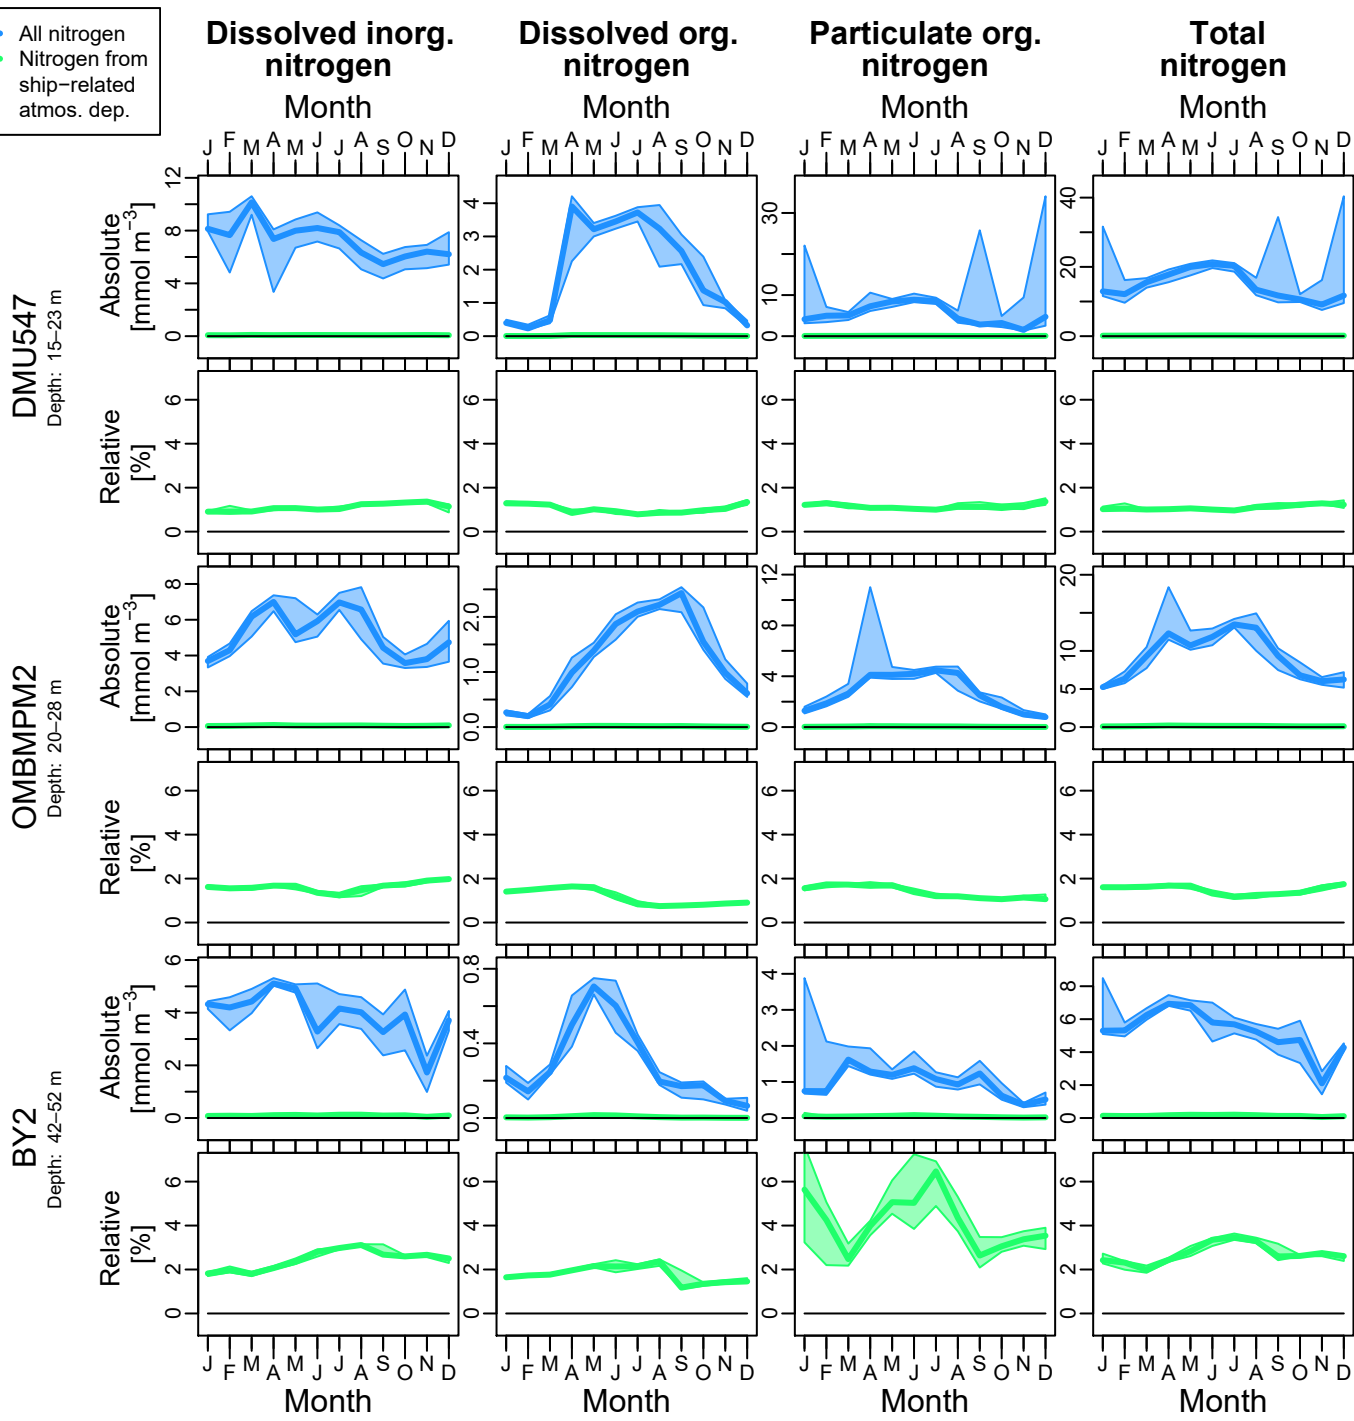 All nitrogen
Nitrogen from
ship−related
atmos. dep.
Dissolved inorg.
nitrogen
Dissolved org.
nitrogen
Particulate org.
nitrogen
Total
nitrogen
Month
Month
Month
Month
J F M A M J J A S O N D
J F M A M J J A S O N D
J F M A M J J A S O N D
J F M A M J J A S O N D
DMU547
Depth: 15−23 m
Absolute
[mmol m−3]
0 4 8 12
0 1 2 3 4
0 10 30
0 20 40
Relative
[%]
0 2 4 6
0 2 4 6
0 2 4 6
0 2 4 6
OMBMPM2
Depth: 20−28 m
Absolute
[mmol m−3]
0 2 4 6 8
0.0 1.0 2.0
0 4 8 12
0 5 10 20
Relative
[%]
0 2 4 6
0 2 4 6
0 2 4 6
0 2 4 6
BY2
Depth: 42−52 m
Absolute
[mmol m−3]
0 2 4 6
0.0 0.4 0.8
0 1 2 3 4
0 2 4 6 8
Relative
[%]
0 2 4 6
0 2 4 6
0 2 4 6
0 2 4 6
J F M A M J J A S O N D
J F M A M J J A S O N D
J F M A M J J A S O N D
J F M A M J J A S O N D
Month
Month
Month
Month